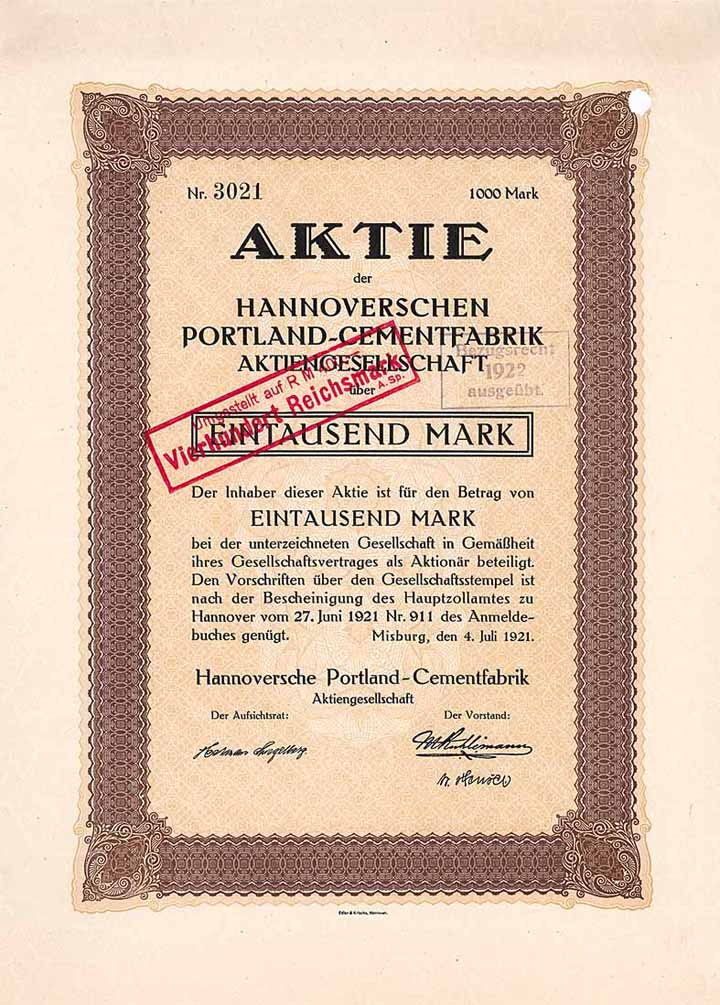 Nr. 3021
1000 Mark
AKTIE
der
HANNOVERSCHEN
PORTLAND-CEMENTFABRIK
AKTIENGESELLSCHAFT
über
EINTAUSEND MARK
Umgestellt auf RM
Vierhundert Reichsmark
A. Sp.
Bezugsrecht
1922
ausgeübt.
Der Inhaber dieser Aktie ist für den Betrag von
EINTAUSEND MARK
bei der unterzeichneten Gesellschaft in Gemäßheit
ihres Gesellschaftsvertrages als Aktionär beteiligt.
Den Vorschriften über den Gesellschaftsstempel ist
nach der Bescheinigung des Hauptzollamtes zu
Hannover vom 27. Juni 1921 Nr. 911 des Anmelde-
buches genügt. Misburg, den 4. Juli 1921.
Hannoversche Portland-Cementfabrik
Aktiengesellschaft
Der Aufsichtsrat:
Der Vorstand: